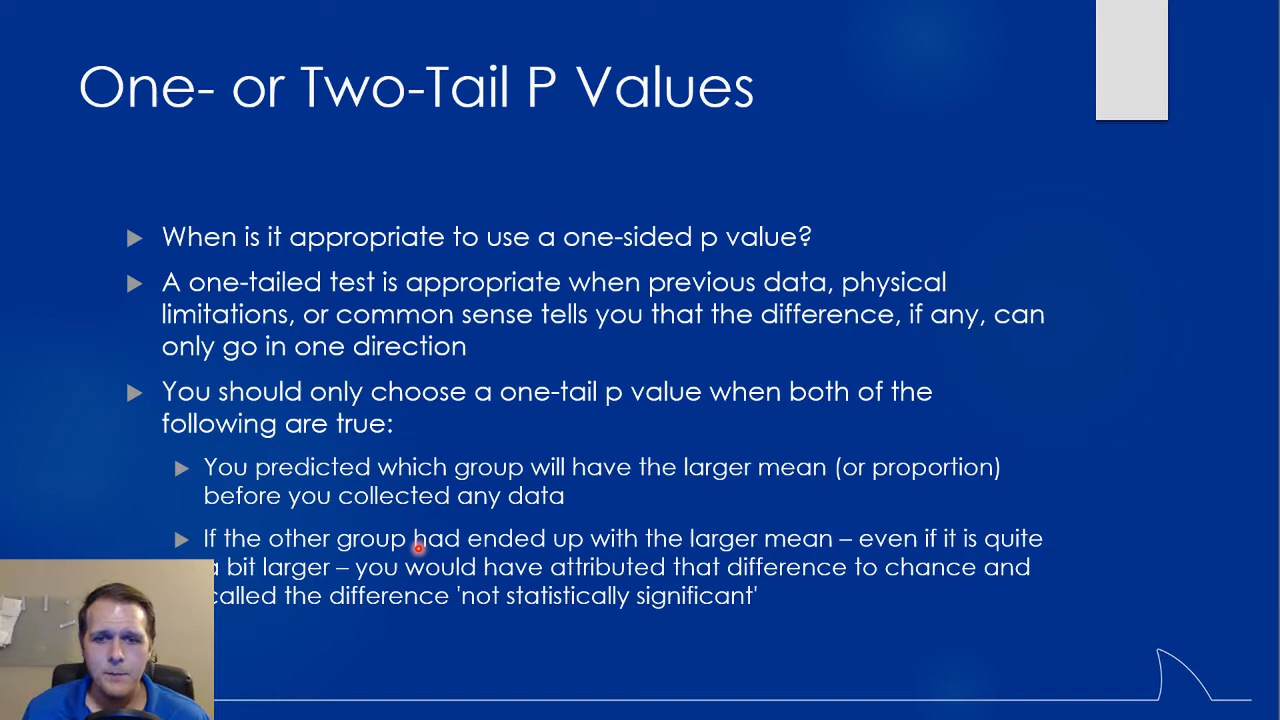 One- or Two-Tail P Values
When is it appropriate to use a one-sided p value?
A one-tailed test is appropriate when previous data, physical
limitations, or common sense tells you that the difference, if any, can
only go in one direction
You should only choose a one-tail p value when both of the
following are true:
You predicted which group will have the larger mean (or proportion)
before you collected any data
If the other group had ended up with the larger mean – even if it is quite
a bit larger – you would have attributed that difference to chance and
called the difference 'not statistically significant'